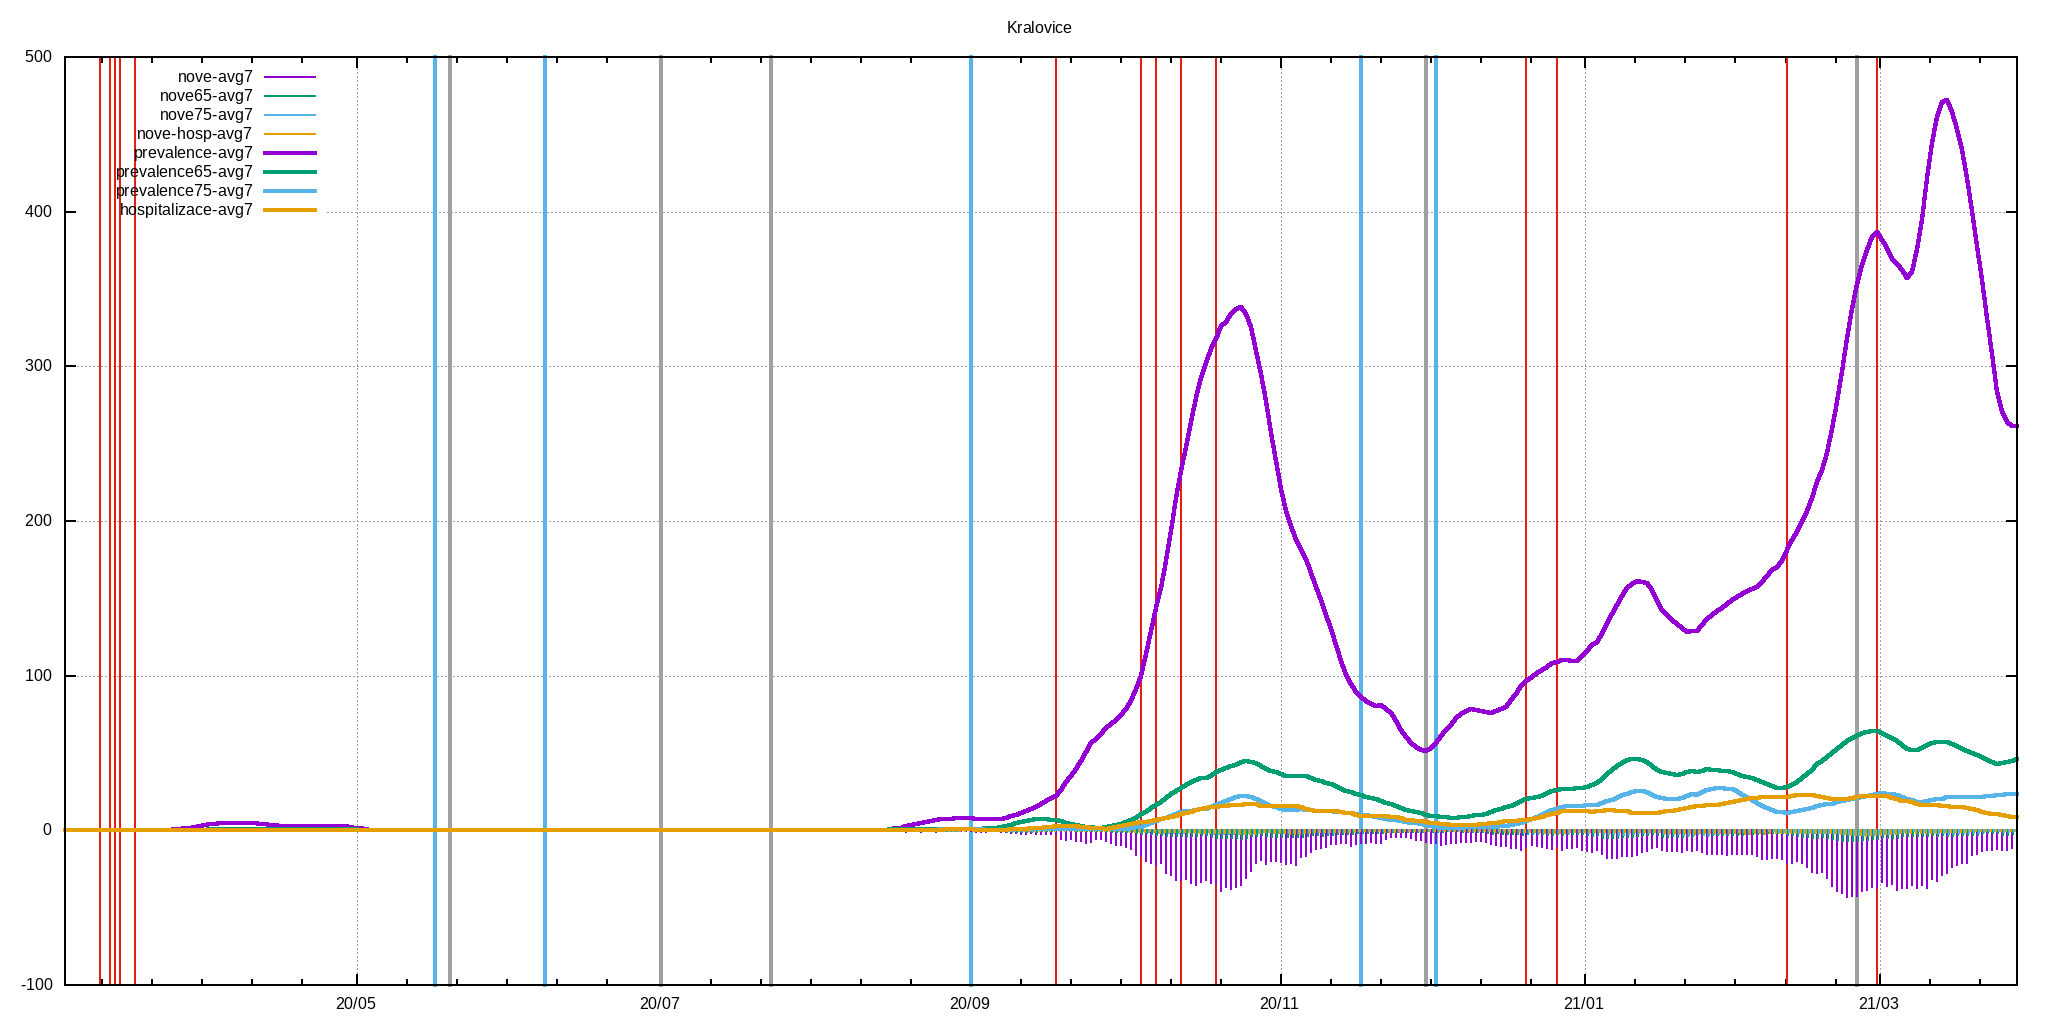 Kralovice
500
nove-avg7
nove65-avg7
nove75-avg7
nove-hosp-avg7
prevalence-avg7
prevalence65-avg7
prevalence75-avg7
hospitalizace-avg7
400
300
200
100
0
-100
20/05 20/07 20/09 20/11 21/01 21/03